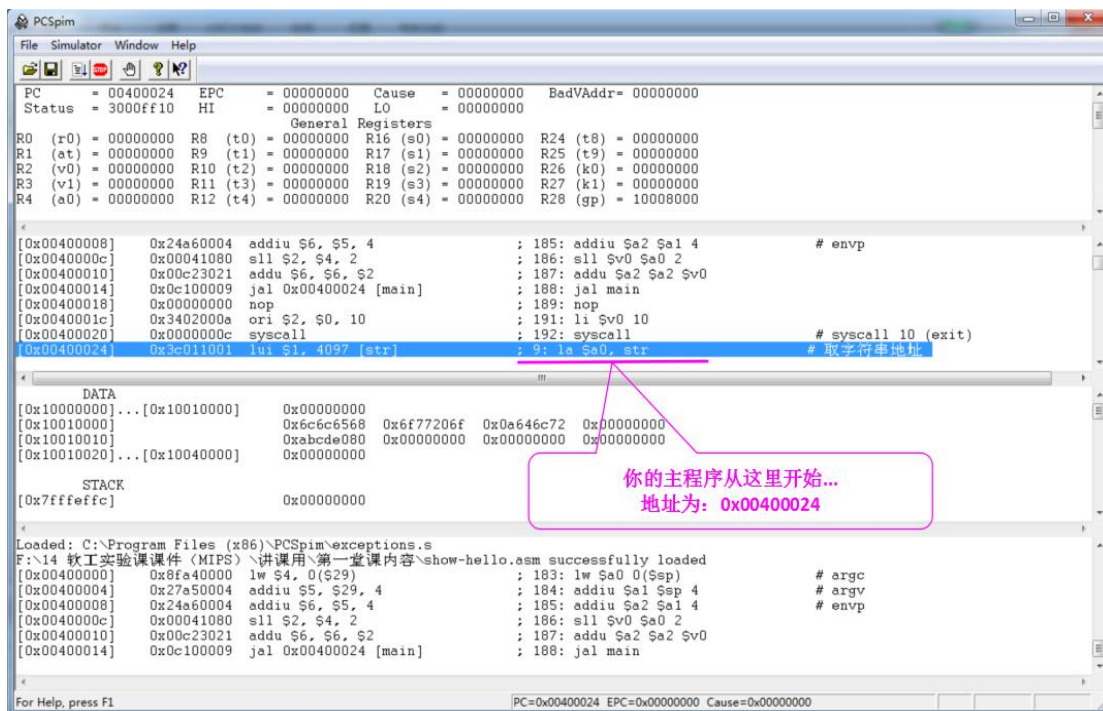 PCSpim
File Simulator Window Help
PC = 00400024 EPC = 00000000 Cause = 00000000 BadVAddr= 00000000
Status = 3000ff10 HI = 00000000 LO = 00000000
General Registers
R0 (r0) = 00000000 R8 (t0) = 00000000 R16 (s0) = 00000000 R24 (t8) = 00000000
R1 (at) = 00000000 R9 (t1) = 00000000 R17 (s1) = 00000000 R25 (t9) = 00000000
R2 (v0) = 00000000 R10 (t2) = 00000000 R18 (s2) = 00000000 R26 (k0) = 00000000
R3 (v1) = 00000000 R11 (t3) = 00000000 R19 (s3) = 00000000 R27 (k1) = 00000000
R4 (a0) = 00000000 R12 (t4) = 00000000 R20 (s4) = 00000000 R28 (gp) = 10008000
[0x00400008] 0x24a60004 addiu $6, $5, 4 ; 185: addiu $a2 $a1 4 # envp
[0x0040000c] 0x00041080 sll $2, $4, 2 ; 186: sll $v0 $a0 2
[0x00400010] 0x00c23021 addu $6, $6, $2 ; 187: addu $a2 $a2 $v0
[0x00400014] 0x0c100009 jal 0x00400024 [main] ; 188: jal main
[0x00400018] 0x00000000 nop ; 189: nop
[0x0040001c] 0x3402000a ori $2, $0, 10 ; 191: li $v0 10
[0x00400020] 0x0000000c syscall ; 192: syscall # syscall 10 (exit)
[0x00400024] 0x3c011001 lui $1, 4097 [str] ; 9: la $a0, str # 取字符串地址
DATA
[0x10000000]...[0x10010000] 0x00000000
[0x10010000] 0x6c6c6568 0x6f77206f 0x0a646c72 0x00000000
[0x10010010] 0xabcde080 0x00000000 0x00000000 0x00000000
[0x10010020]...[0x10040000] 0x00000000
你的主程序从这里开始...
地址为：0x00400024
STACK
[0x7fffeffc] 0x00000000
Loaded: C:\Program Files (x86)\PCSpim\exceptions.s
F:\14 软工实验课课件（MIPS）\讲课用\第一堂课内容\show-hello.asm successfully loaded
[0x00400000] 0x8fa40000 lw $4, 0($29) ; 183: lw $a0 0($sp) # argc
[0x00400004] 0x27a50004 addiu $5, $29, 4 ; 184: addiu $a1 $sp 4 # argv
[0x00400008] 0x24a60004 addiu $6, $5, 4 ; 185: addiu $a2 $a1 4 # envp
[0x0040000c] 0x00041080 sll $2, $4, 2 ; 186: sll $v0 $a0 2
[0x00400010] 0x00c23021 addu $6, $6, $2 ; 187: addu $a2 $a2 $v0
[0x00400014] 0x0c100009 jal 0x00400024 [main] ; 188: jal main
For Help, press F1 PC=0x00400024 EPC=0x00000000 Cause=0x00000000